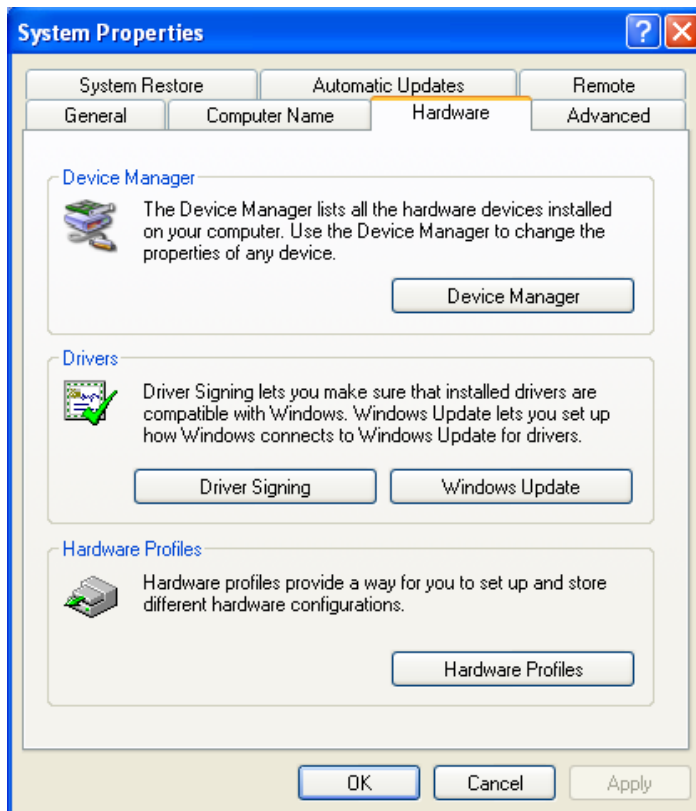 System Properties
System Restore
Automatic Updates
Remote
General
Computer Name
Hardware
Advanced
Device Manager
The Device Manager lists all the hardware devices installed
on your computer. Use the Device Manager to change the
properties of any device.
Device Manager
Drivers
Driver Signing lets you make sure that installed drivers are
compatible with Windows. Windows Update lets you set up
how Windows connects to Windows Update for drivers.
Driver Signing
Windows Update
Hardware Profiles
Hardware profiles provide a way for you to set up and store
different hardware configurations.
Hardware Profiles
OK
Cancel
Apply